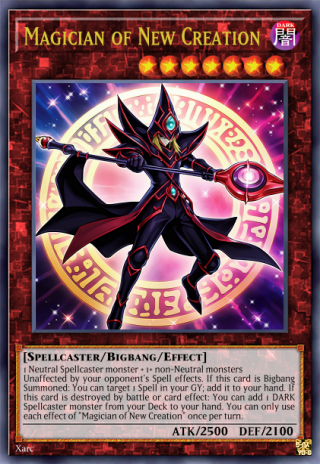 MAGICIAN OF NEW CREATION
DARK
闇
[SPELLCASTER/BIGBANG/EFFECT]
1 Neutral Spellcaster monster + 1+ non-Neutral monsters
Unaffected by your opponent's Spell effects. If this card is Bigbang
Summoned: You can target 1 Spell in your GY; add it to your hand. If
this card is destroyed by battle or card effect: You can add 1 DARK
Spellcaster monster from your Deck to your hand. You can only use
each effect of "Magician of New Creation" once per turn.
ATK/2500 DEF/2100
Xarc